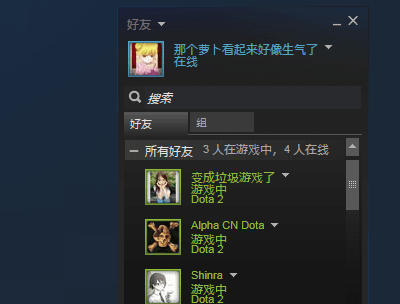 好友
那个萝卜看起来好像生气了
在线
搜索
好友
组
所有好友 3 人在游戏中，4 人在线
变成垃圾游戏了
游戏中
Dota 2
Alpha CN Dota
游戏中
Dota 2
Shinra
游戏中
Dota 2